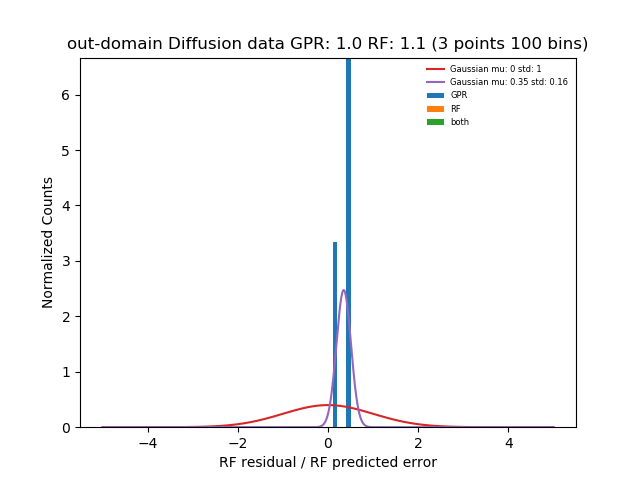 out-domain Diffusion data GPR: 1.0 RF: 1.1 (3 points 100 bins)
Gaussian mu: 0 std: 1
Gaussian mu: 0.35 std: 0.16
GPR
RF
both
Normalized Counts
6
5
4
3
2
1
0
−4
−2
0
2
4
RF residual / RF predicted error